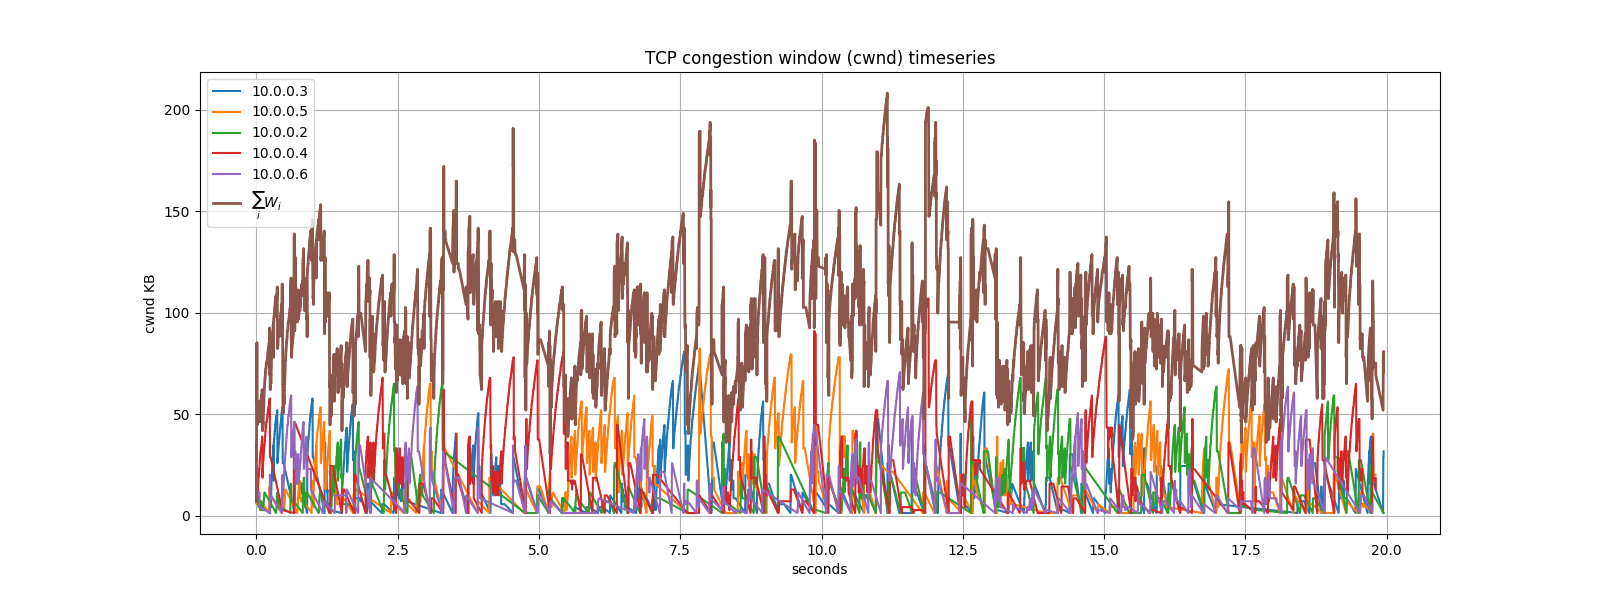 TCP congestion window (cwnd) timeseries
cwnd KB
200
150
100
50
0
10.0.0.3
10.0.0.5
10.0.0.2
10.0.0.4
10.0.0.6
∑_i W_i
0.0 2.5 5.0 7.5 10.0 12.5 15.0 17.5 20.0
seconds